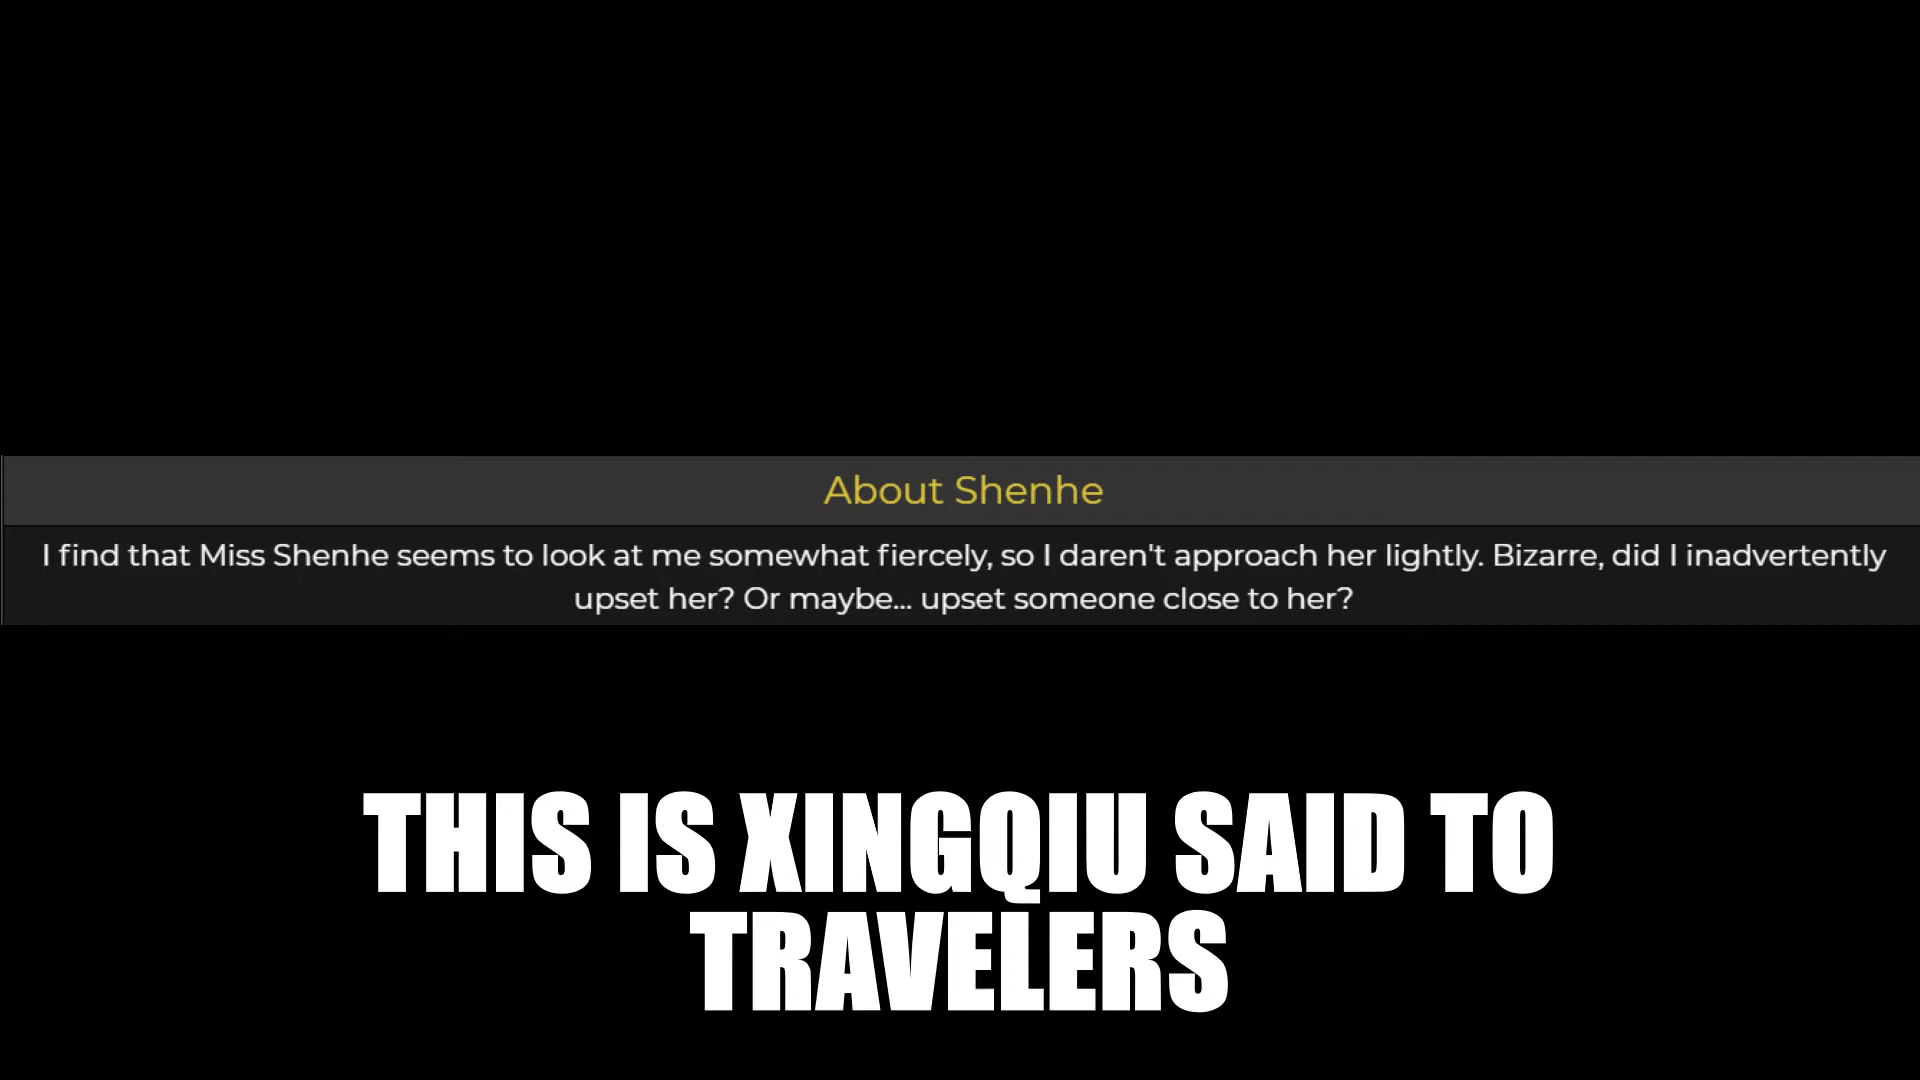 About Shenhe
I find that Miss Shenhe seems to look at me somewhat fiercely, so I daren't approach her lightly. Bizarre, did I inadvertently
upset her? Or maybe... upset someone close to her?
THIS IS XINGQIU SAID TO
TRAVELERS